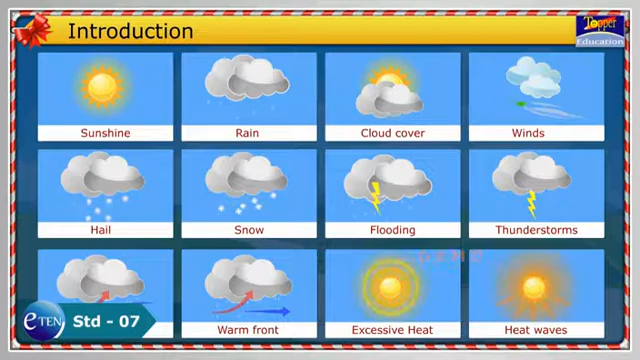 Introduction
Topper
Education
Sunshine
Rain
Cloud cover
Winds
Hail
Snow
Flooding
Thunderstorms
Warm front
Excessive Heat
Heat waves
eTEN
Std - 07